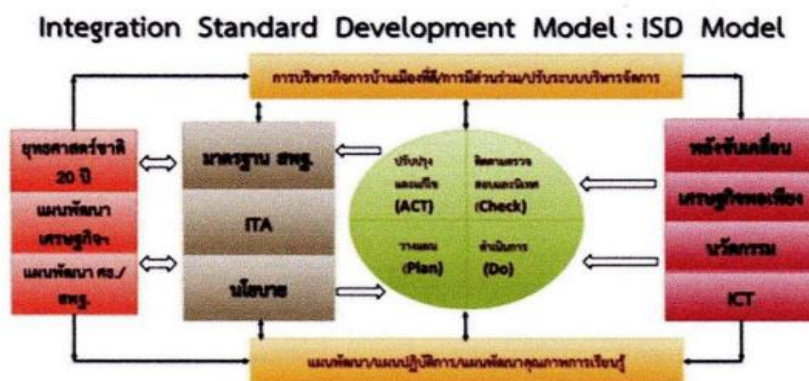 Integration Standard Development Model : ISD Model
การบริหารกิจการบ้านเมืองที่ดี/การมีส่วนร่วม/ปรับระบบบริหารจัดการ
ยุทธศาสตร์ชาติ
20 ปี
แผนพัฒนา
เศรษฐกิจฯ
แผนพัฒนา ศธ./
สพฐ.
มาตรฐาน สพฐ.
ITA
นโยบาย
ปรับปรุง
และแก้ไข
(ACT)
ติดตามตรวจ
สอบและนิเทศ
(Check)
วางแผน
(Plan)
ดำเนินการ
(Do)
พลังขับเคลื่อน
เศรษฐกิจพอเพียง
นวัตกรรม
ICT
แผนพัฒนา/แผนปฏิบัติการ/แผนพัฒนาคุณภาพการเรียนรู้